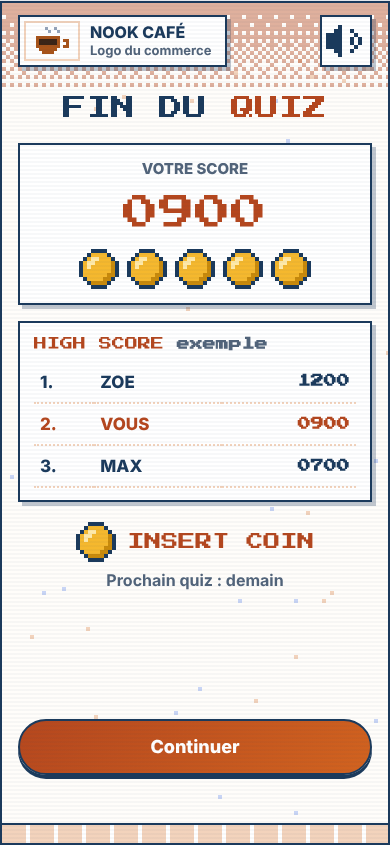 NOOK CAFÉ
Logo du commerce
FIN DU QUIZ
VOTRE SCORE
0900
HIGH SCORE exemple
1. ZOE 1200
2. VOUS 0900
3. MAX 0700
INSERT COIN
Prochain quiz : demain
Continuer